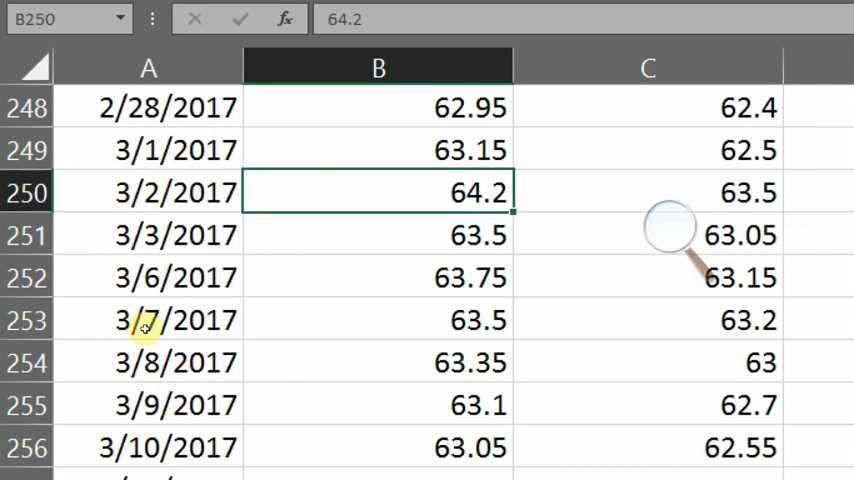 B250 fx 64.2
A B C
248 2/28/2017 62.95 62.4
249 3/1/2017 63.15 62.5
250 3/2/2017 64.2 63.5
251 3/3/2017 63.5 63.05
252 3/6/2017 63.75 63.15
253 3/7/2017 63.5 63.2
254 3/8/2017 63.35 63
255 3/9/2017 63.1 62.7
256 3/10/2017 63.05 62.55